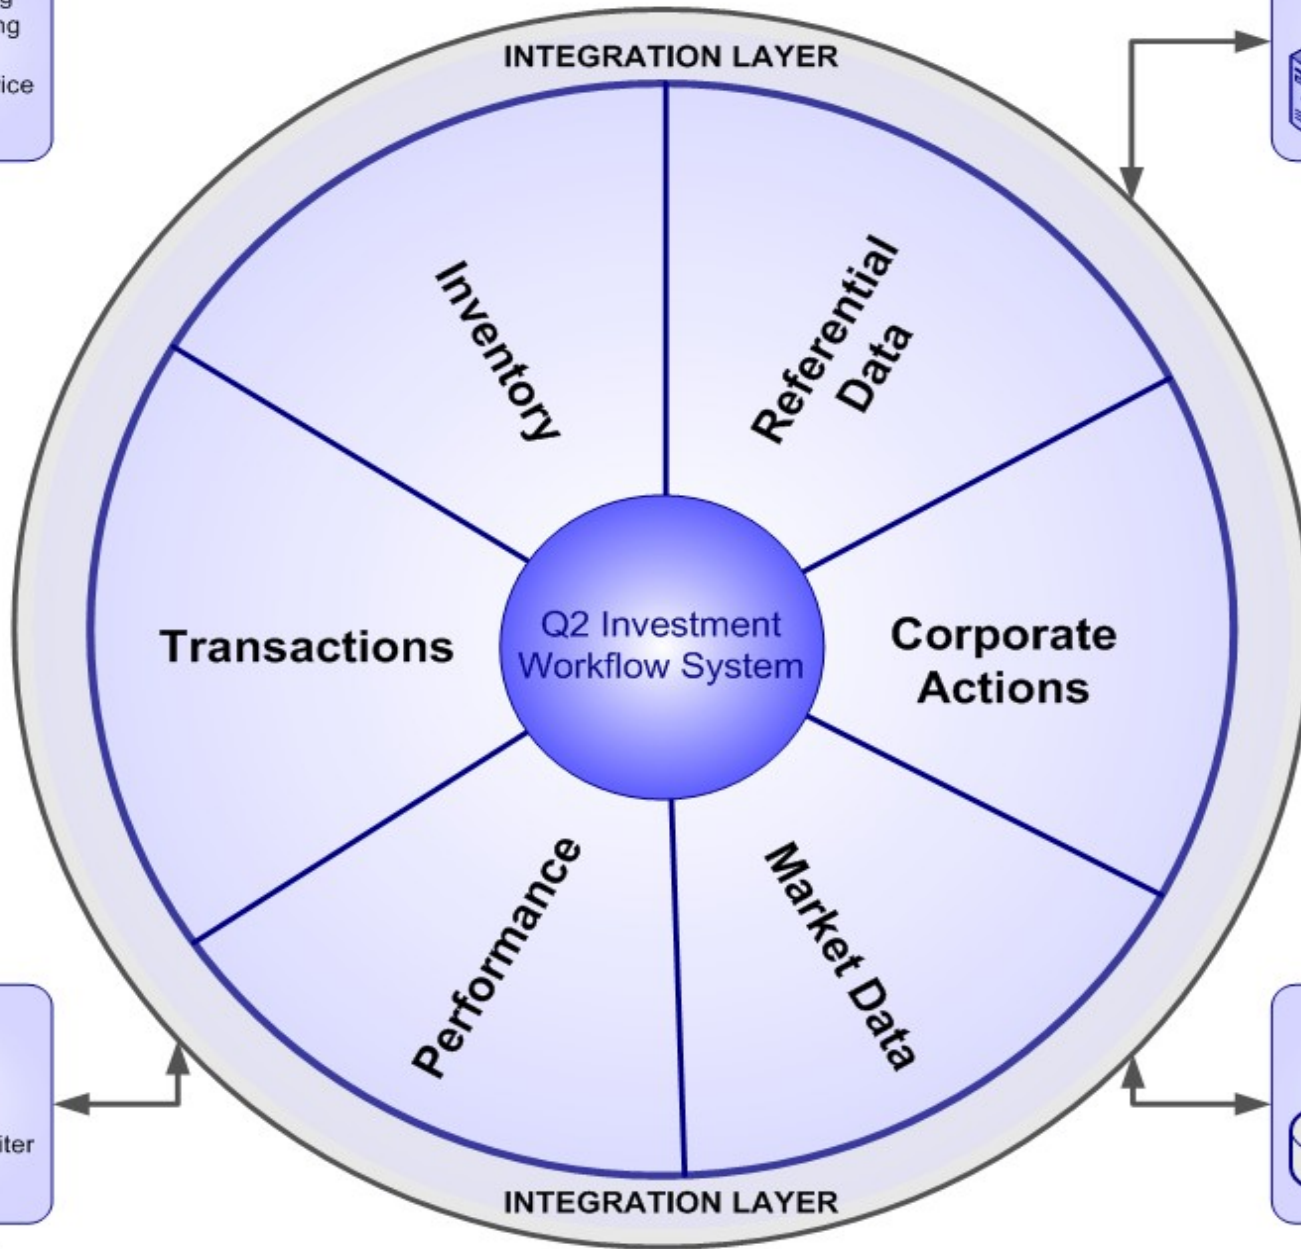 INTEGRATION LAYER
Inventory
Referential
Data
Transactions
Q2 Investment
Workflow System
Corporate
Actions
Performance
Market Data
INTEGRATION LAYER